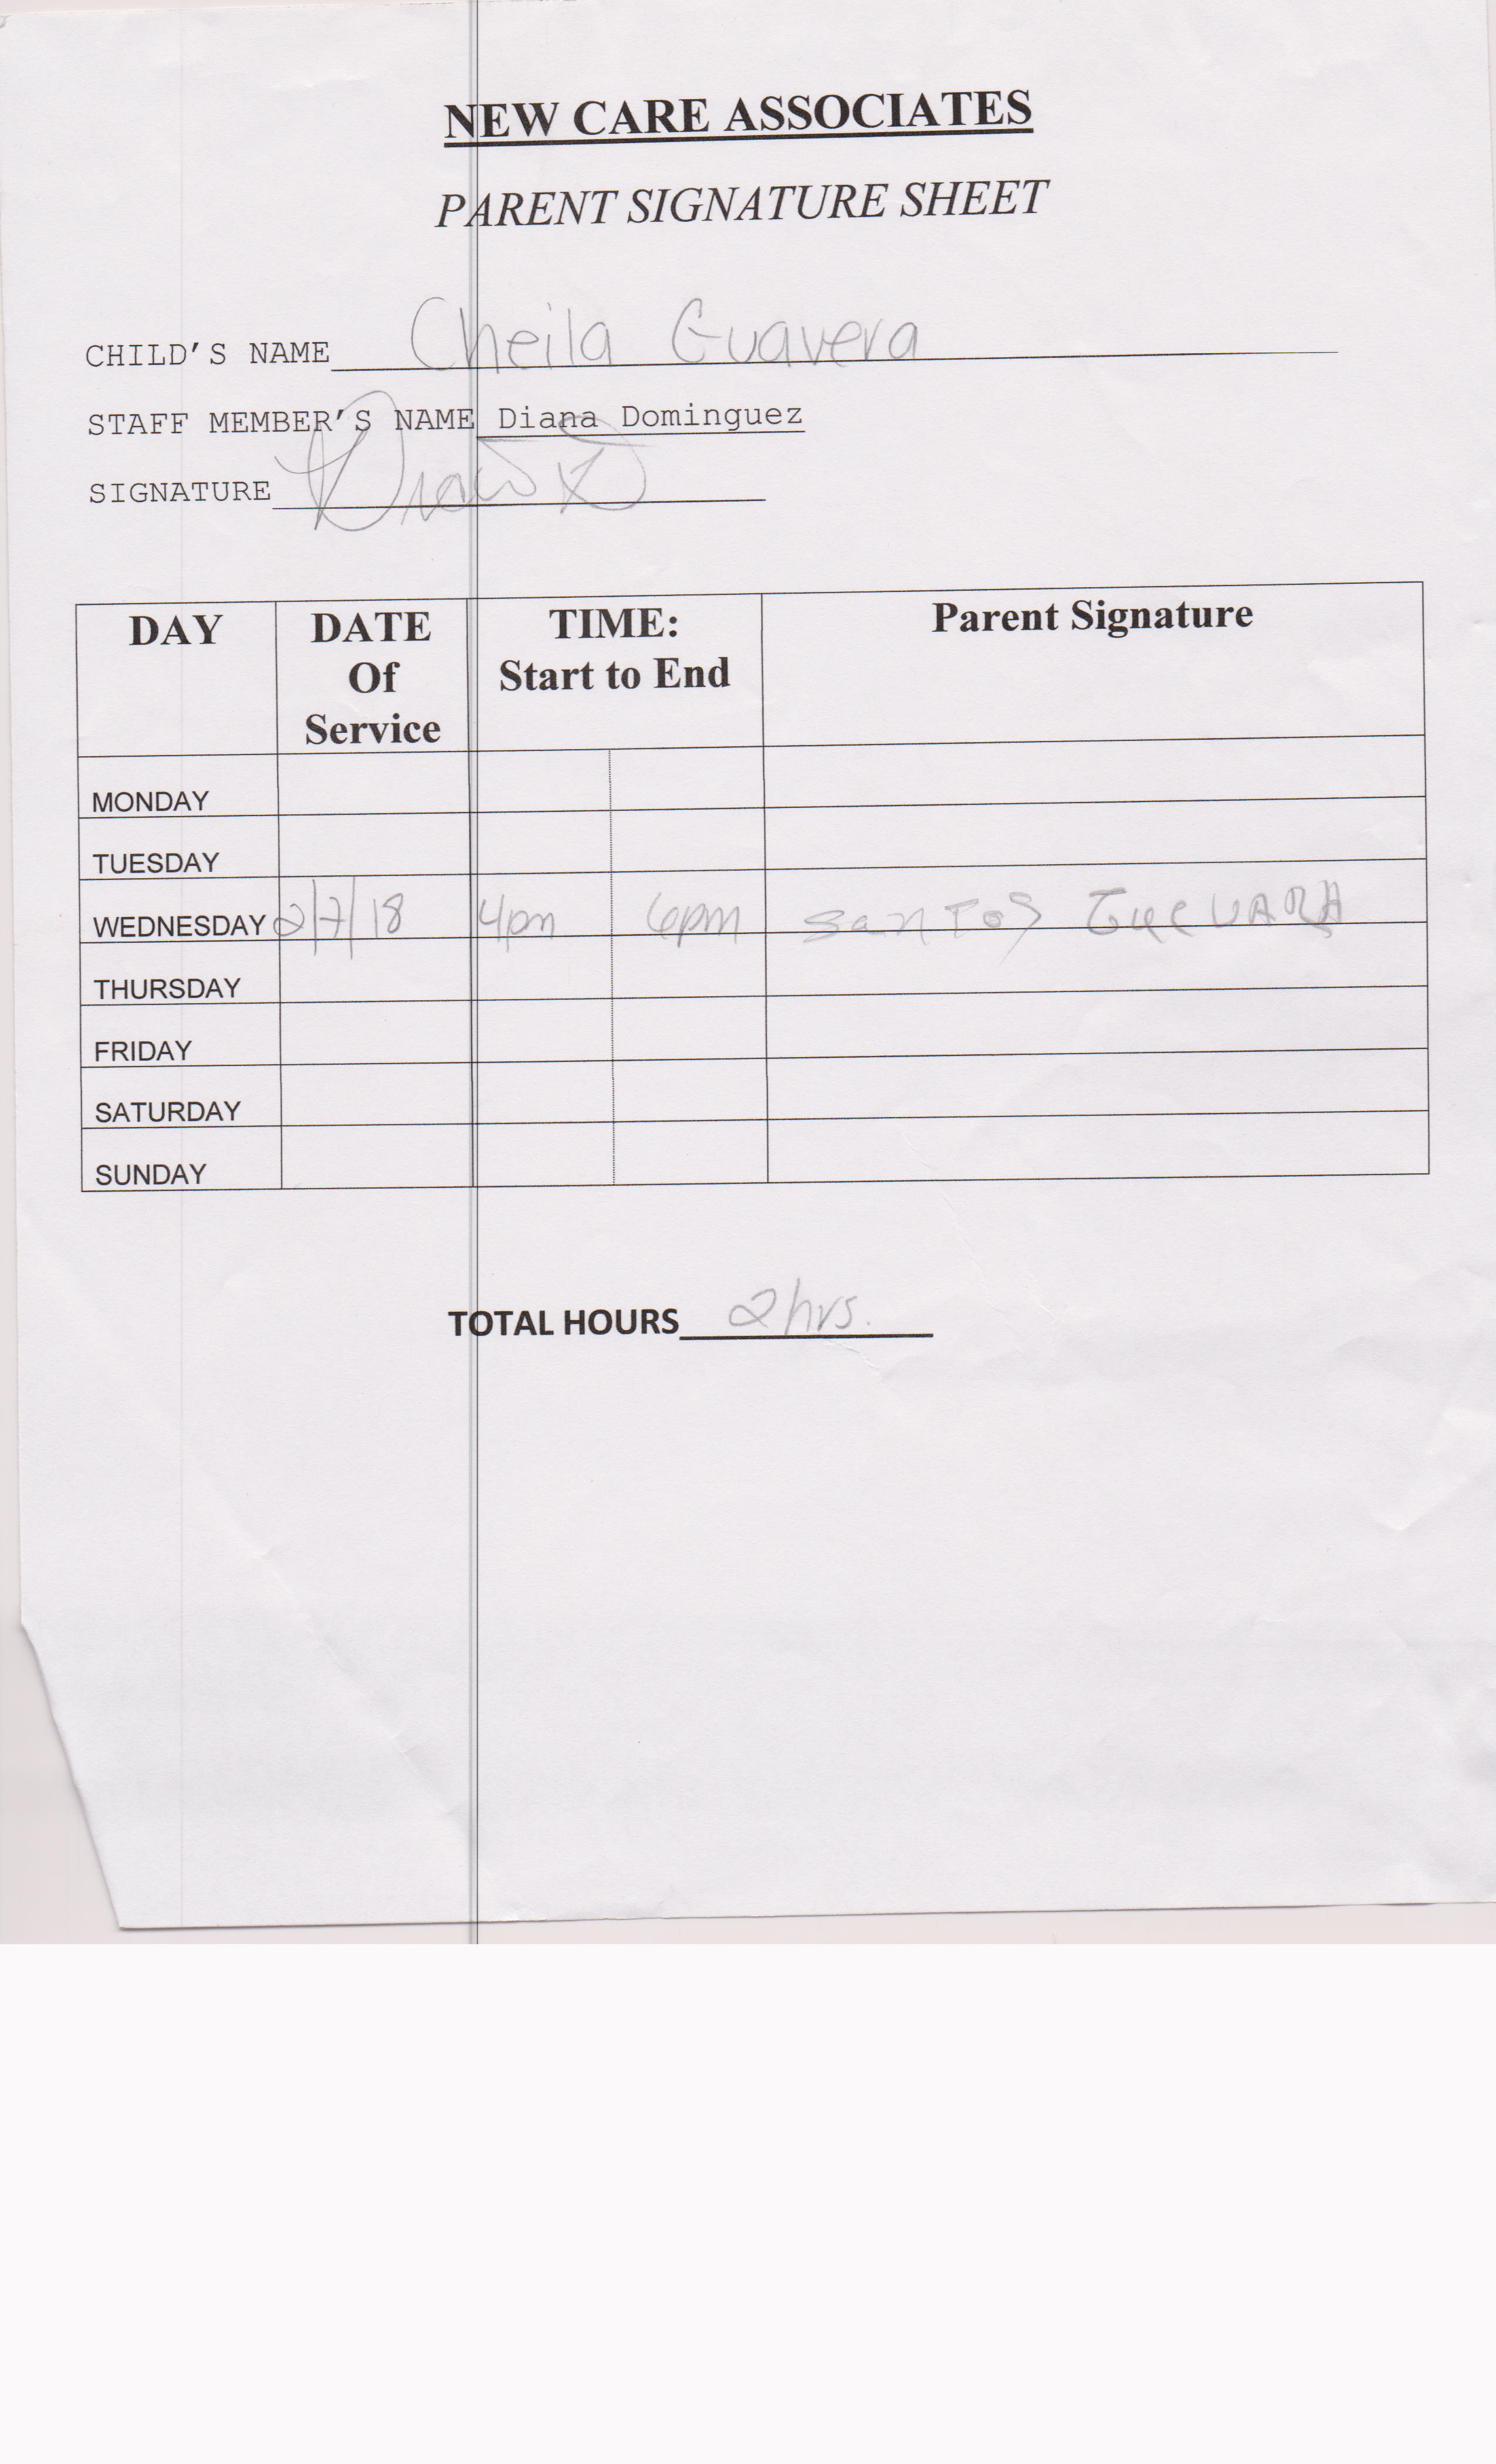 NEW CARE ASSOCIATES
PARENT SIGNATURE SHEET
CHILD'S NAME Cheila Guavera
STAFF MEMBER'S NAME Diana Dominguez
SIGNATURE
DAY DATE Of Service TIME: Start to End Parent Signature
MONDAY
TUESDAY
WEDNESDAY 2/7/18 4pm 6pm Santos GueVARA
THURSDAY
FRIDAY
SATURDAY
SUNDAY
TOTAL HOURS 2hrs.